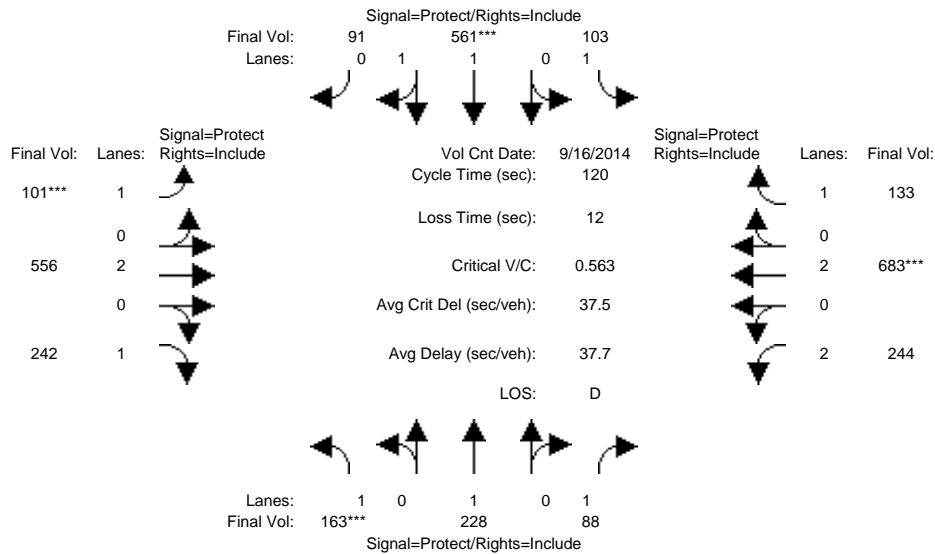 Signal=Protect/Rights=Include
Final Vol: 91 561*** 103
Lanes: 0 1 1 0 1
Signal=Protect
Final Vol: Lanes: Rights=Include
Vol Cnt Date: 9/16/2014
Signal=Protect
Rights=Include Lanes: Final Vol:
Cycle Time (sec): 120
101*** 1
1 133
Loss Time (sec): 12
0
0
556 2
Critical V/C: 0.563
2 683***
0
Avg Crit Del (sec/veh): 37.5
0
242 1
Avg Delay (sec/veh): 37.7
2 244
LOS: D
Lanes: 1 0 1 0 1
Final Vol: 163*** 228 88
Signal=Protect/Rights=Include